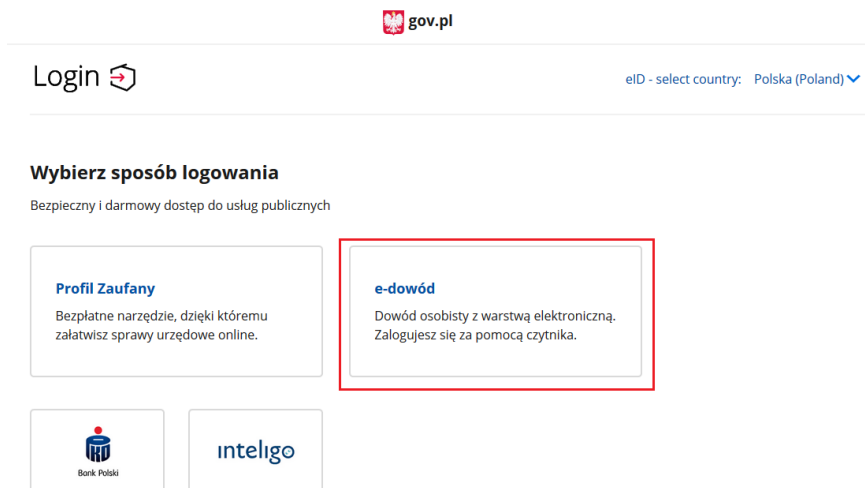 gov.pl
Login
eID - select country: Polska (Poland)
Wybierz sposób logowania
Bezpieczny i darmowy dostęp do usług publicznych
Profil Zaufany
Bezpłatne narzędzie, dzięki któremu
załatwisz sprawy urzędowe online.
e-dowód
Dowód osobisty z warstwą elektroniczną.
Zalogujesz się za pomocą czytnika.
Bank Polski
inteligo